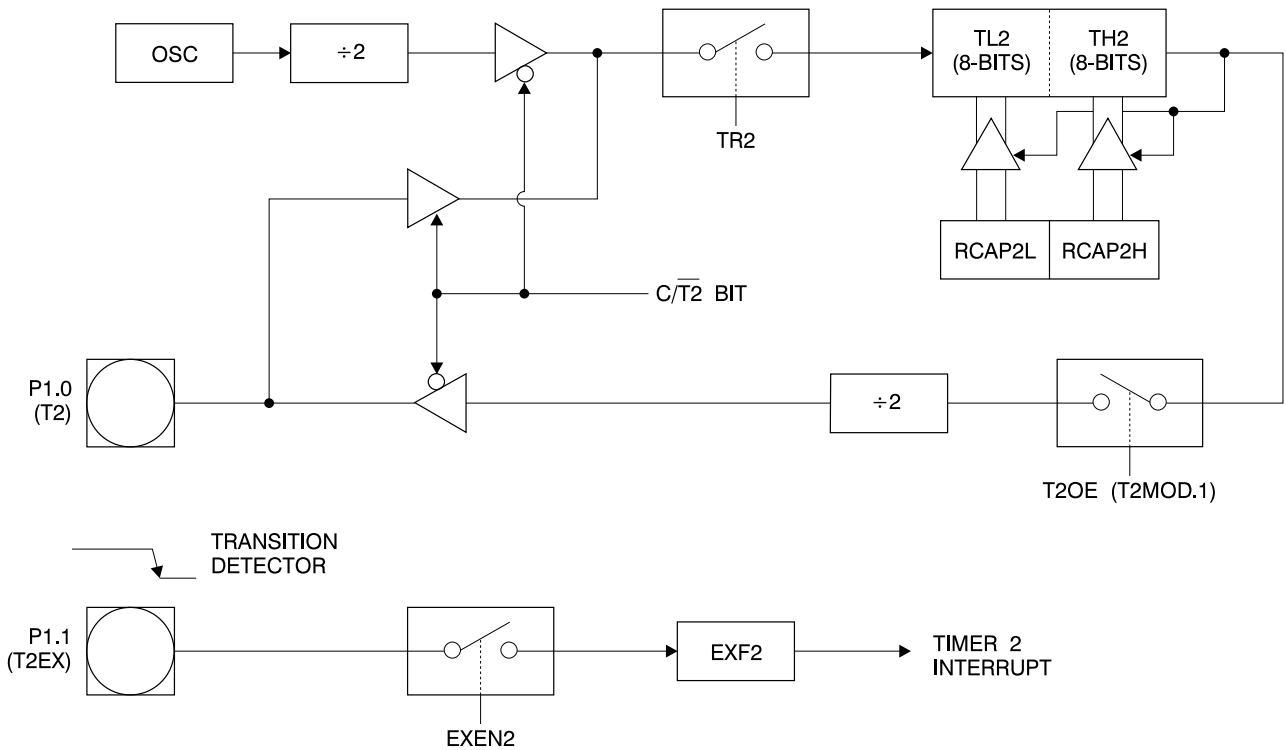 OSC
÷2
TR2
TL2
(8-BITS)
TH2
(8-BITS)
RCAP2L
RCAP2H
C/T2 BIT
P1.0
(T2)
÷2
T2OE (T2MOD.1)
TRANSITION
DETECTOR
P1.1
(T2EX)
EXEN2
EXF2
TIMER 2
INTERRUPT